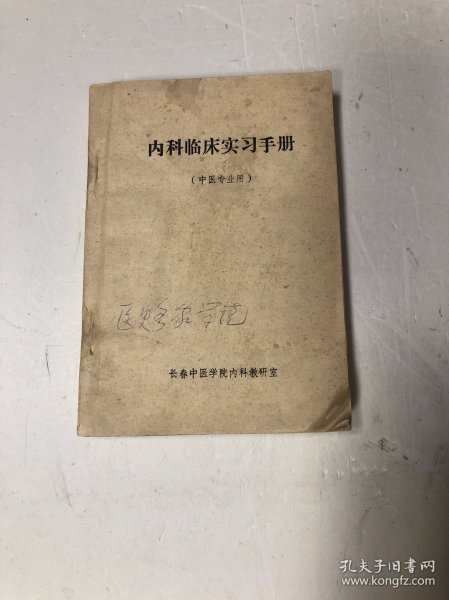 内科临床实习手册
（中医专业用）
长春中医学院内科教研室
孔夫子旧书网
www.kongfz.com